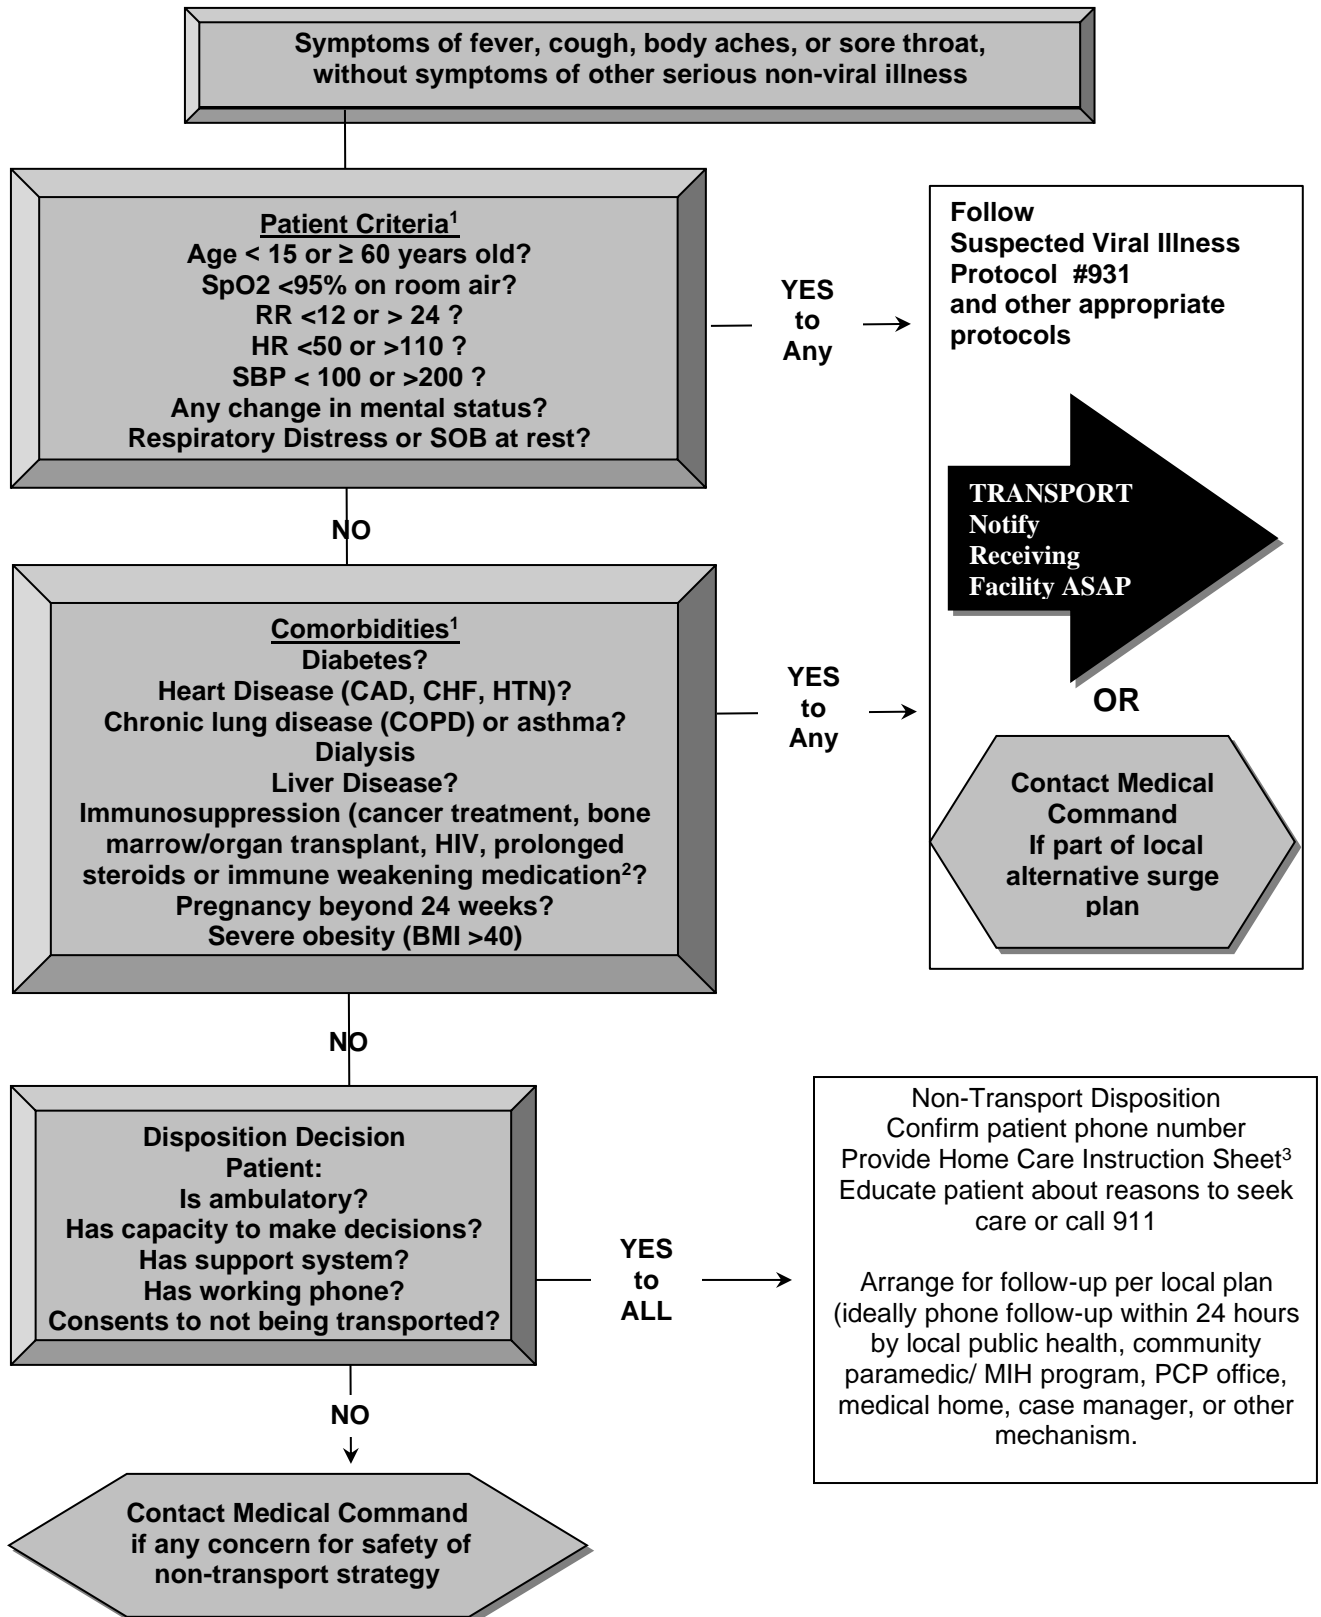 Symptoms of fever, cough, body aches, or sore throat,
without symptoms of other serious non-viral illness
Patient Criteria¹
Age < 15 or ≥ 60 years old?
SpO2 <95% on room air?
RR <12 or > 24 ?
HR <50 or >110 ?
SBP < 100 or >200 ?
Any change in mental status?
Respiratory Distress or SOB at rest?
YES
to
Any
Follow
Suspected Viral Illness
Protocol #931
and other appropriate
protocols
TRANSPORT
Notify
Receiving
Facility ASAP
OR
Contact Medical
Command
If part of local
alternative surge
plan
NO
Comorbidities¹
Diabetes?
Heart Disease (CAD, CHF, HTN)?
Chronic lung disease (COPD) or asthma?
Dialysis
Liver Disease?
Immunosuppression (cancer treatment, bone
marrow/organ transplant, HIV, prolonged
steroids or immune weakening medication²?
Pregnancy beyond 24 weeks?
Severe obesity (BMI >40)
YES
to
Any
NO
Disposition Decision
Patient:
Is ambulatory?
Has capacity to make decisions?
Has support system?
Has working phone?
Consents to not being transported?
YES
to
ALL
Non-Transport Disposition
Confirm patient phone number
Provide Home Care Instruction Sheet³
Educate patient about reasons to seek
care or call 911
Arrange for follow-up per local plan
(ideally phone follow-up within 24 hours
by local public health, community
paramedic/ MIH program, PCP office,
medical home, case manager, or other
mechanism.
NO
Contact Medical Command
if any concern for safety of
non-transport strategy